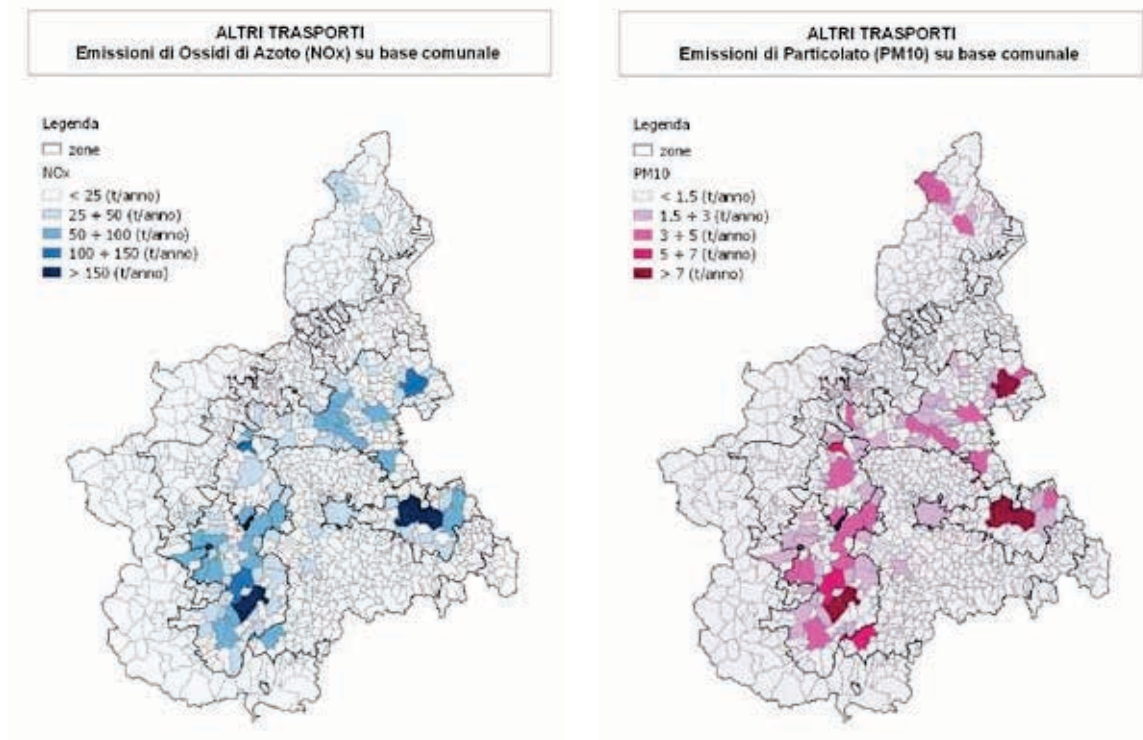 ALTRI TRASPORTI
Emissioni di Ossidi di Azoto (NOx) su base comunale
Legenda
zone
NOx
< 25 (t/anno)
25 ÷ 50 (t/anno)
50 ÷ 100 (t/anno)
100 ÷ 150 (t/anno)
> 150 (t/anno)
ALTRI TRASPORTI
Emissioni di Particolato (PM10) su base comunale
Legenda
zone
PM10
< 1.5 (t/anno)
1.5 ÷ 3 (t/anno)
3 ÷ 5 (t/anno)
5 ÷ 7 (t/anno)
> 7 (t/anno)